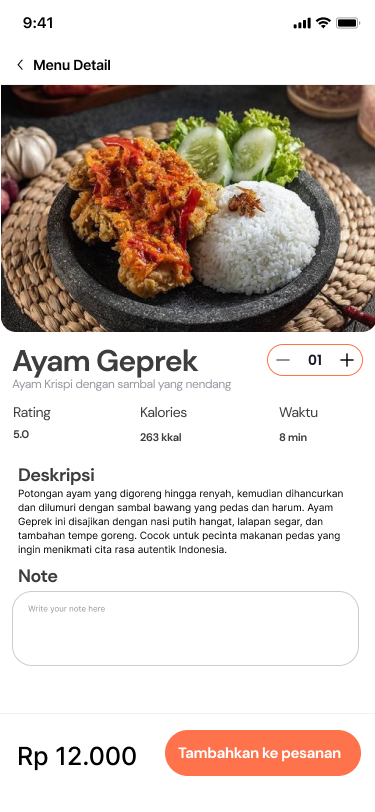 9:41
Menu Detail
Ayam Geprek
01
Ayam Krispi dengan sambal yang nendang
Rating
Kalories
Waktu
5.0
263 kkal
8 min
Deskripsi
Potongan ayam yang digoreng hingga renyah, kemudian dihancurkan
dan dilumuri dengan sambal bawang yang pedas dan harum. Ayam
Geprek ini disajikan dengan nasi putih hangat, lalapan segar, dan
tambahan tempe goreng. Cocok untuk pecinta makanan pedas yang
ingin menikmati cita rasa autentik Indonesia.
Note
Write your note here
Rp 12.000
Tambahkan ke pesanan